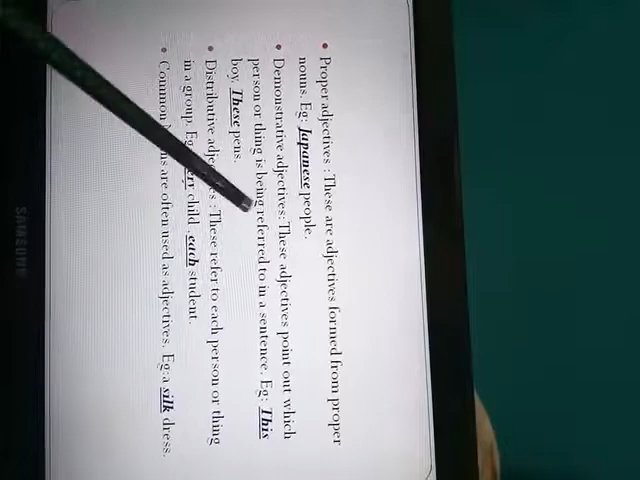 • Proper adjectives : These are adjectives formed from proper
nouns. Eg: Japanese people.
• Demonstrative adjectives: These adjectives point out which
person or thing is being referred to in a sentence. Eg: This
boy. These pens.
• Distributive : These refer to each person or thing
in a group. child , each student.
• Common are often used as adjectives. Eg:a silk dress.
SAMSUNG